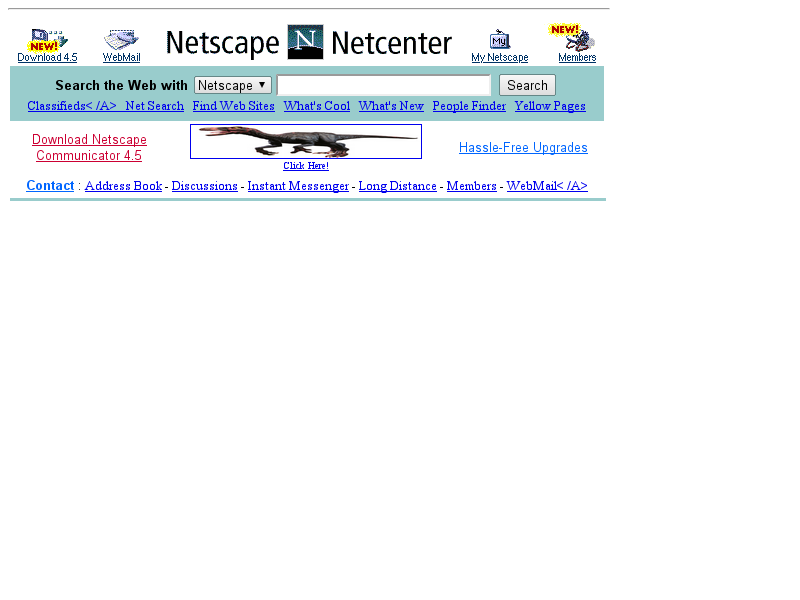 NEW! Download 4.5
WebMail
Netscape N Netcenter
My
My Netscape
NEW!
Members
Search the Web with Netscape Search
Classifieds< /A> Net Search Find Web Sites What's Cool What's New People Finder Yellow Pages
Download Netscape
Communicator 4.5
Click Here!
Hassle-Free Upgrades
Contact : Address Book - Discussions - Instant Messenger - Long Distance - Members - WebMail< /A>